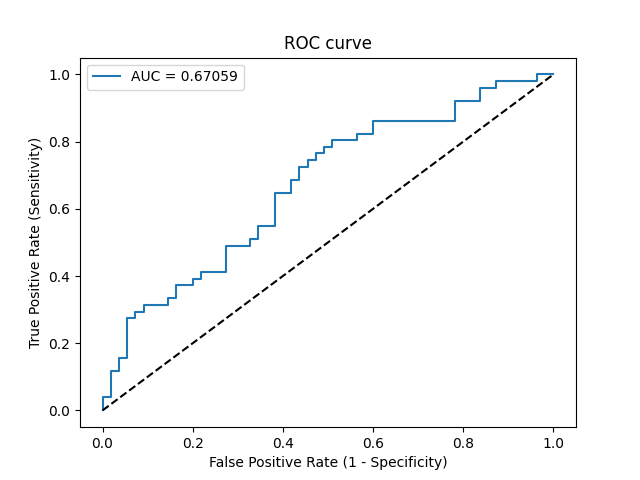 ROC curve
AUC = 0.67059
True Positive Rate (Sensitivity)
1.0
0.8
0.6
0.4
0.2
0.0
0.0 0.2 0.4 0.6 0.8 1.0
False Positive Rate (1 - Specificity)